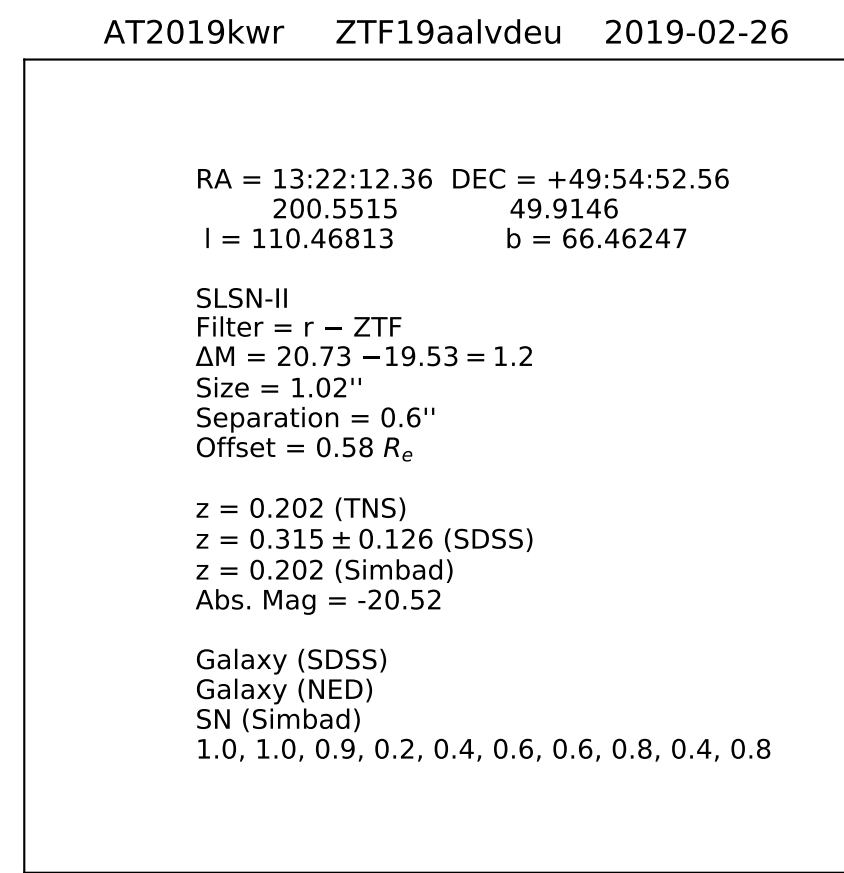 AT2019kwr ZTF19aalvdeu 2019-02-26
RA = 13:22:12.36 DEC = +49:54:52.56
200.5515 49.9146
l = 110.46813 b = 66.46247
SLSN-II
Filter = r − ZTF
ΔM = 20.73 −19.53 = 1.2
Size = 1.02''
Separation = 0.6''
Offset = 0.58 Rₑ
z = 0.202 (TNS)
z = 0.315 ± 0.126 (SDSS)
z = 0.202 (Simbad)
Abs. Mag = -20.52
Galaxy (SDSS)
Galaxy (NED)
SN (Simbad)
1.0, 1.0, 0.9, 0.2, 0.4, 0.6, 0.6, 0.8, 0.4, 0.8